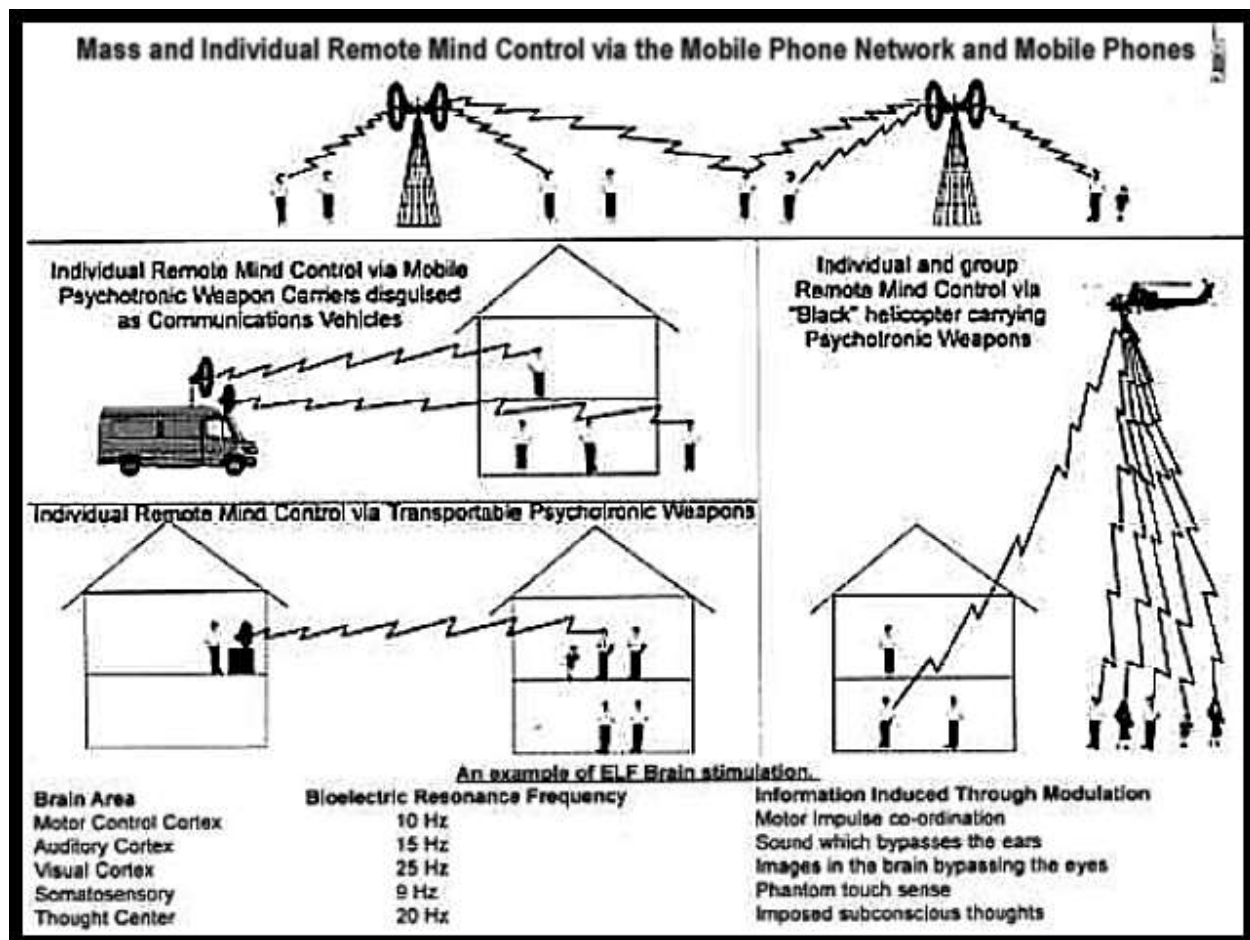 Mass and Individual Remote Mind Control via the Mobile Phone Network and Mobile Phones
Individual Remote Mind Control via Mobile
Psychotronic Weapon Carriers disguised
as Communications Vehicles
Individual and group
Remote Mind Control via
"Black" helicopter carrying
Psychotronic Weapons
Individual Remote Mind Control via Transportable Psychotronic Weapons
An example of ELF Brain stimulation.
Brain Area Bioelectric Resonance Frequency Information Induced Through Modulation
Motor Control Cortex 10 Hz Motor Impulse co-ordination
Auditory Cortex 15 Hz Sound which bypasses the ears
Visual Cortex 25 Hz Images in the brain bypassing the eyes
Somatosensory 9 Hz Phantom touch sense
Thought Center 20 Hz Imposed subconscious thoughts